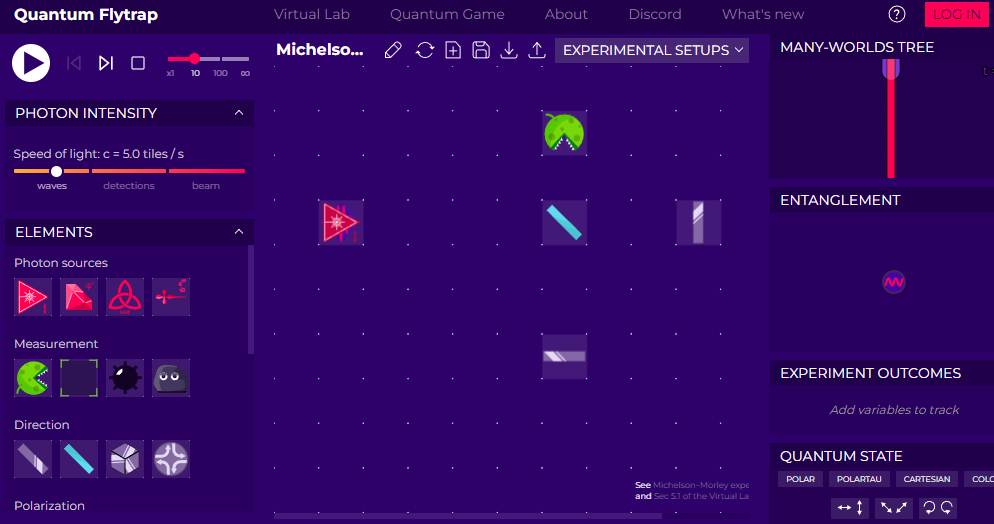 Quantum Flytrap
Virtual Lab
Quantum Game
About
Discord
What's new
LOG IN
Michelso...
EXPERIMENTAL SETUPS
x1 10 100 ∞
PHOTON INTENSITY
Speed of light: c = 5.0 tiles / s
waves detections beam
ELEMENTS
Photon sources
Measurement
Direction
Polarization
See Michelson–Morley expe
and Sec 5.1 of the Virtual La
MANY-WORLDS TREE
ENTANGLEMENT
EXPERIMENT OUTCOMES
Add variables to track
QUANTUM STATE
POLAR POLARTAU CARTESIAN COLO